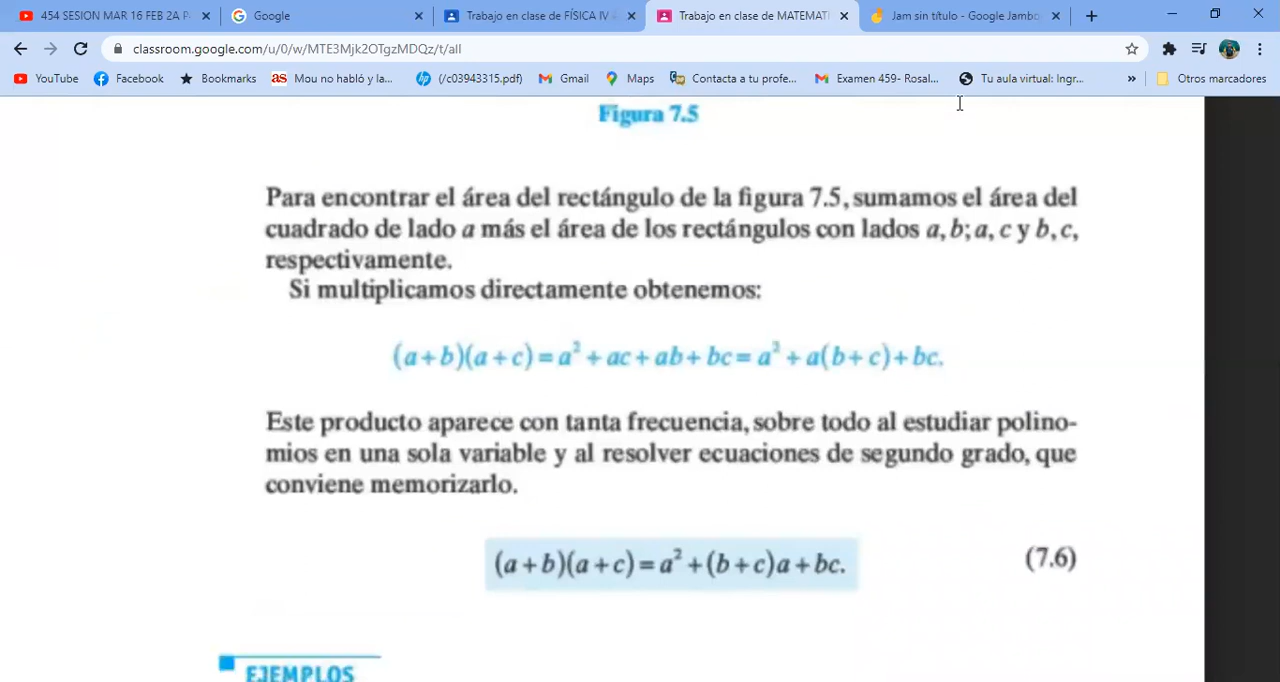 454 SESION MAR 16 FEB 2A P
Google
Trabajo en clase de FÍSICA IV
Trabajo en clase de MATEMATI
Jam sin título - Google Jambo
classroom.google.com/u/0/w/MTE3Mjk2OTgzMDQz/t/all
YouTube
Facebook
Bookmarks
as Mou no habló y la...
hp (/c03943315.pdf)
Gmail
Maps
Contacta a tu profe...
Examen 459- Rosal...
Tu aula virtual: Ingr...
»
Otros marcadores
Figura 7.5
Para encontrar el área del rectángulo de la figura 7.5, sumamos el área del
cuadrado de lado a más el área de los rectángulos con lados a, b; a, c y b, c,
respectivamente.
Si multiplicamos directamente obtenemos:
(a+b)(a+c)=a²+ac+ab+bc=a²+a(b+c)+bc.
Este producto aparece con tanta frecuencia, sobre todo al estudiar polino-
mios en una sola variable y al resolver ecuaciones de segundo grado, que
conviene memorizarlo.
(a+b)(a+c)=a²+(b+c)a+bc.
(7.6)
EJEMPLOS